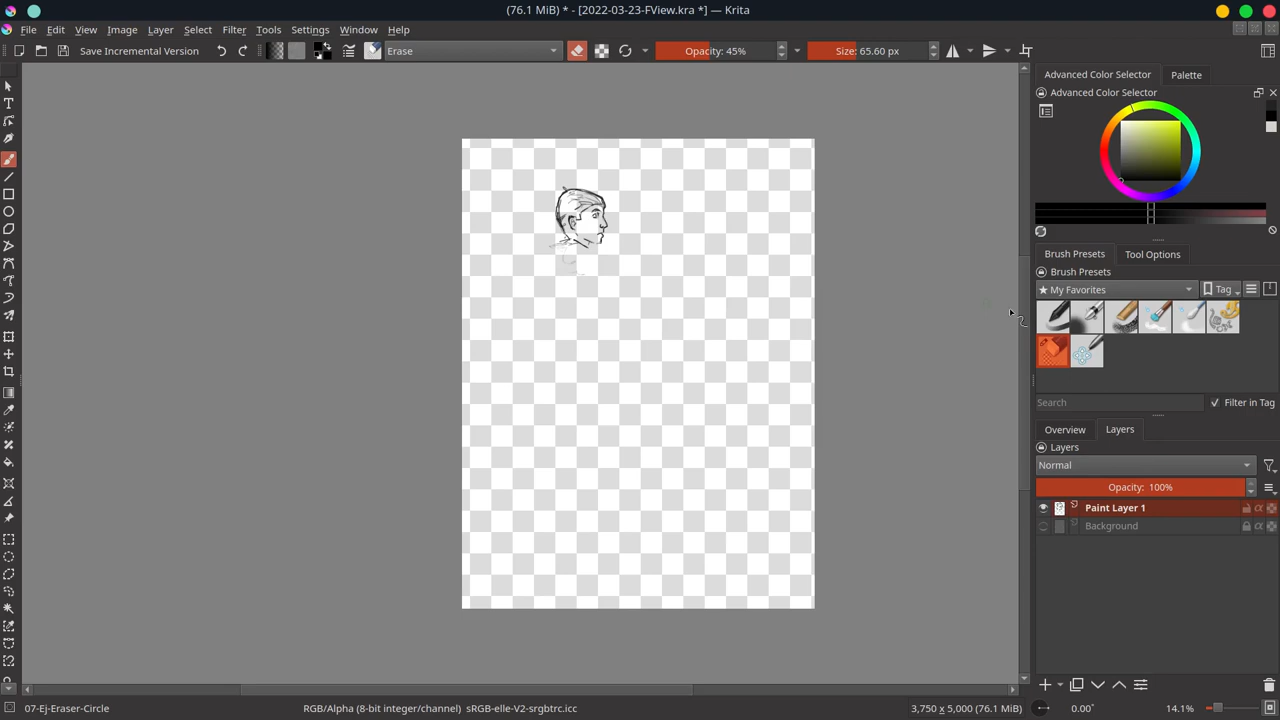 (76.1 MiB) * - [2022-03-23-FView.kra *] — Krita
File Edit View Image Layer Select Filter Tools Settings Window Help
Save Incremental Version Erase Opacity: 45% Size: 65.60 px
Advanced Color Selector Palette
Advanced Color Selector
Brush Presets Tool Options
Brush Presets
★ My Favorites Tag
Search Filter in Tag
Overview Layers
Layers
Normal
Opacity: 100%
Paint Layer 1
Background
07-Ej-Eraser-Circle RGB/Alpha (8-bit integer/channel) sRGB-elle-V2-srgbtrc.icc 3,750 x 5,000 (76.1 MiB) 0.00° 14.1%